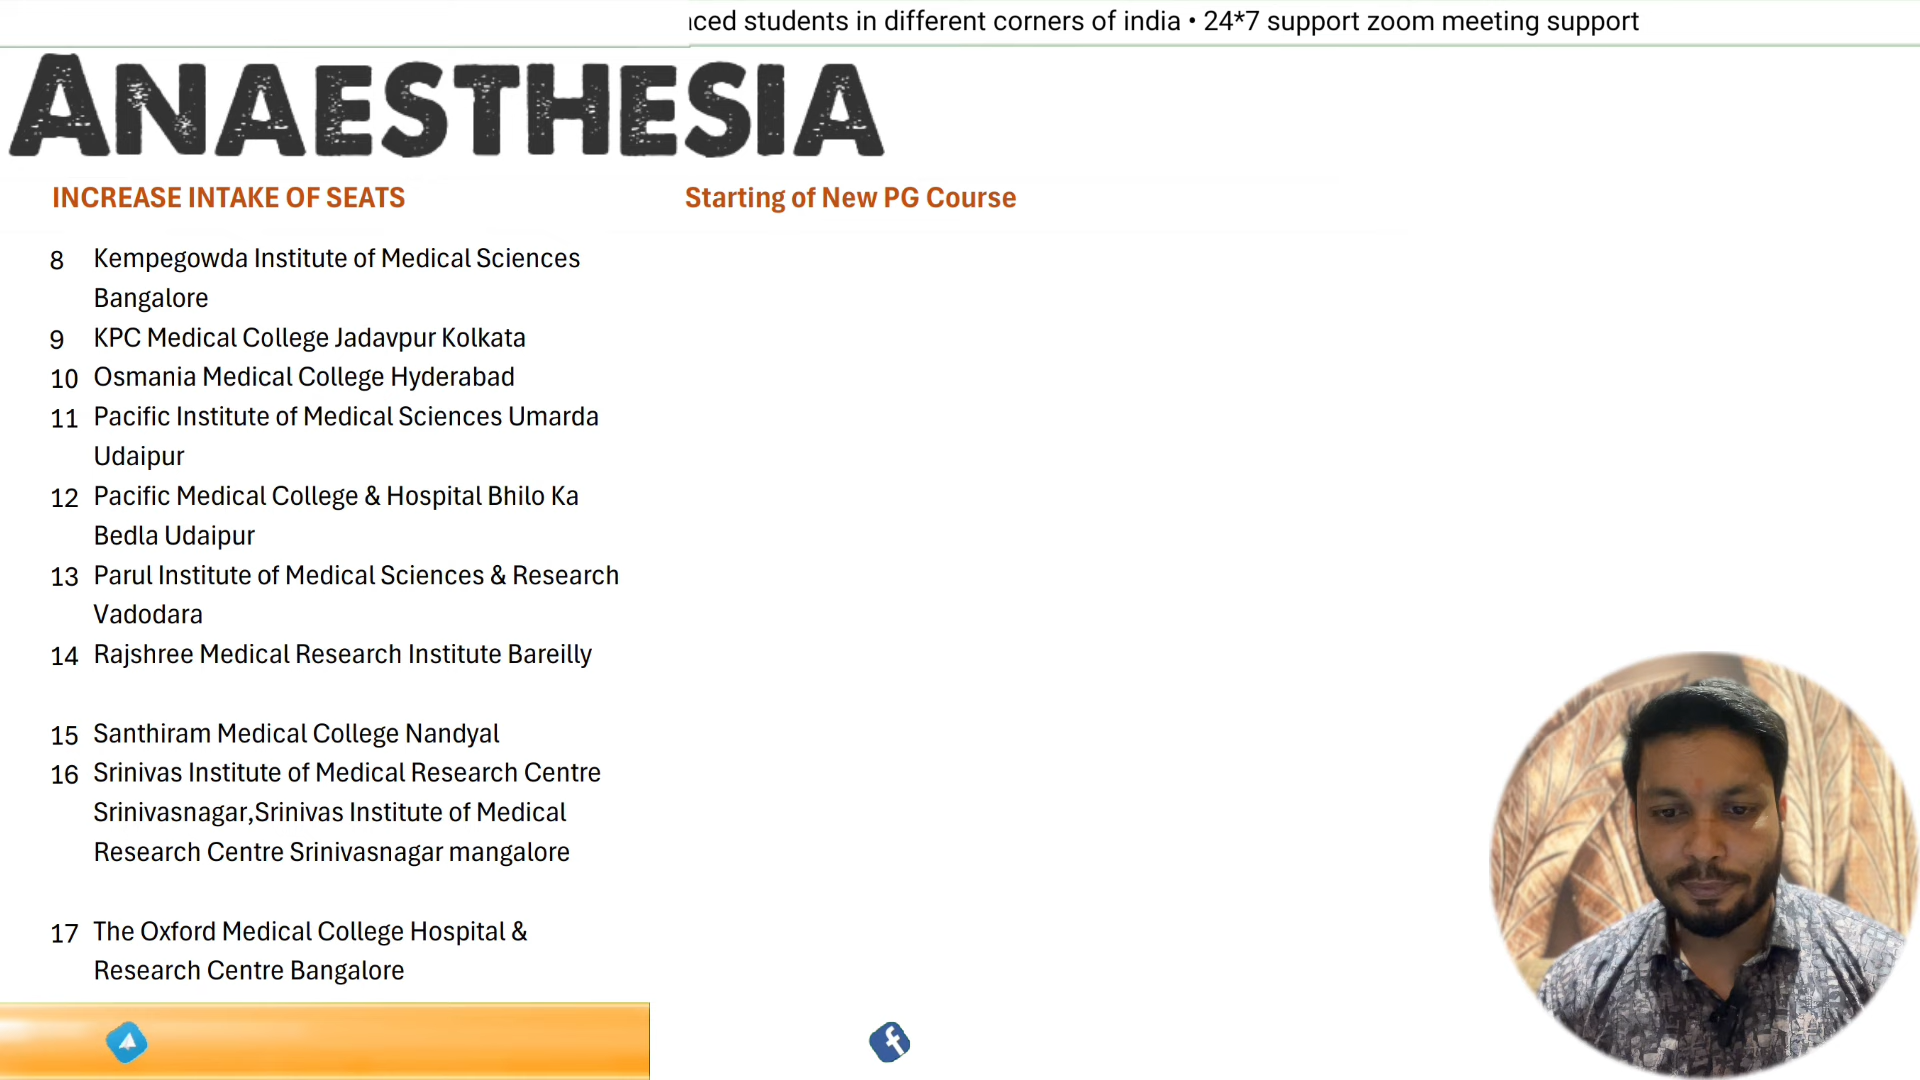 students in different corners of india • 24*7 support zoom meeting support
ANAESTHESIA
INCREASE INTAKE OF SEATS
Starting of New PG Course
8 Kempegowda Institute of Medical Sciences
Bangalore
9 KPC Medical College Jadavpur Kolkata
10 Osmania Medical College Hyderabad
11 Pacific Institute of Medical Sciences Umarda
Udaipur
12 Pacific Medical College & Hospital Bhilo Ka
Bedla Udaipur
13 Parul Institute of Medical Sciences & Research
Vadodara
14 Rajshree Medical Research Institute Bareilly
15 Santhiram Medical College Nandyal
16 Srinivas Institute of Medical Research Centre
Srinivasnagar,Srinivas Institute of Medical
Research Centre Srinivasnagar mangalore
17 The Oxford Medical College Hospital &
Research Centre Bangalore